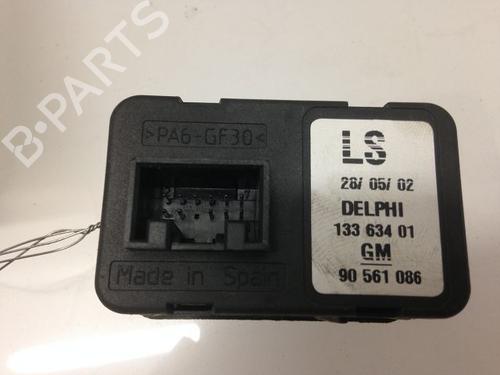 B-PARTS
>PA6-GF30<
Made in Spain
LS
28/05/02
DELPHI
133 634 01
GM
90 561 086